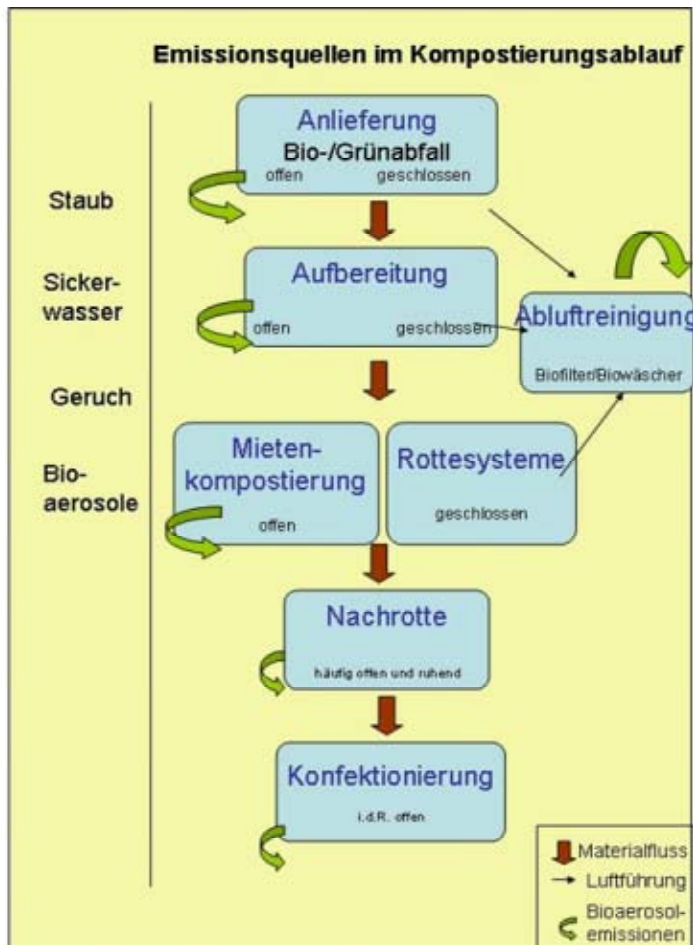 Emissionsquellen im Kompostierungsablauf
Anlieferung
Bio-/Grünabfall
offen geschlossen
Staub
Sicker-
wasser
Geruch
Bio-
aerosole
Aufbereitung
offen geschlossen
Abluftreinigung
Biofilter/Biowäscher
Mieten-
kompostierung
offen
Rottesysteme
geschlossen
Nachrotte
häufig offen und ruhend
Konfektionierung
i.d.R. offen
Materialfluss
Luftführung
Bioaerosol-
emissionen